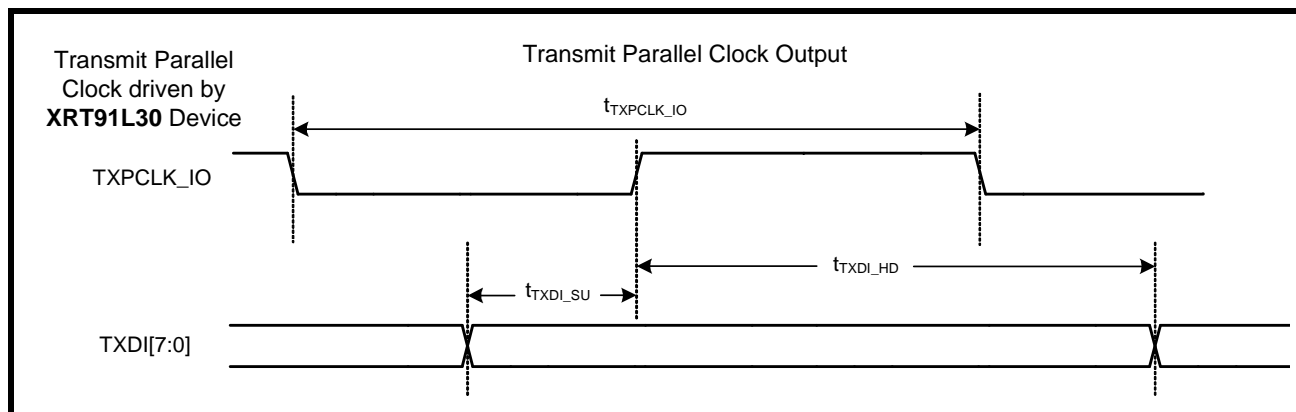 Transmit Parallel
Clock driven by
XRT91L30 Device
Transmit Parallel Clock Output
tTXPCLK_IO
TXPCLK_IO
tTXDI_HD
tTXDI_SU
TXDI[7:0]